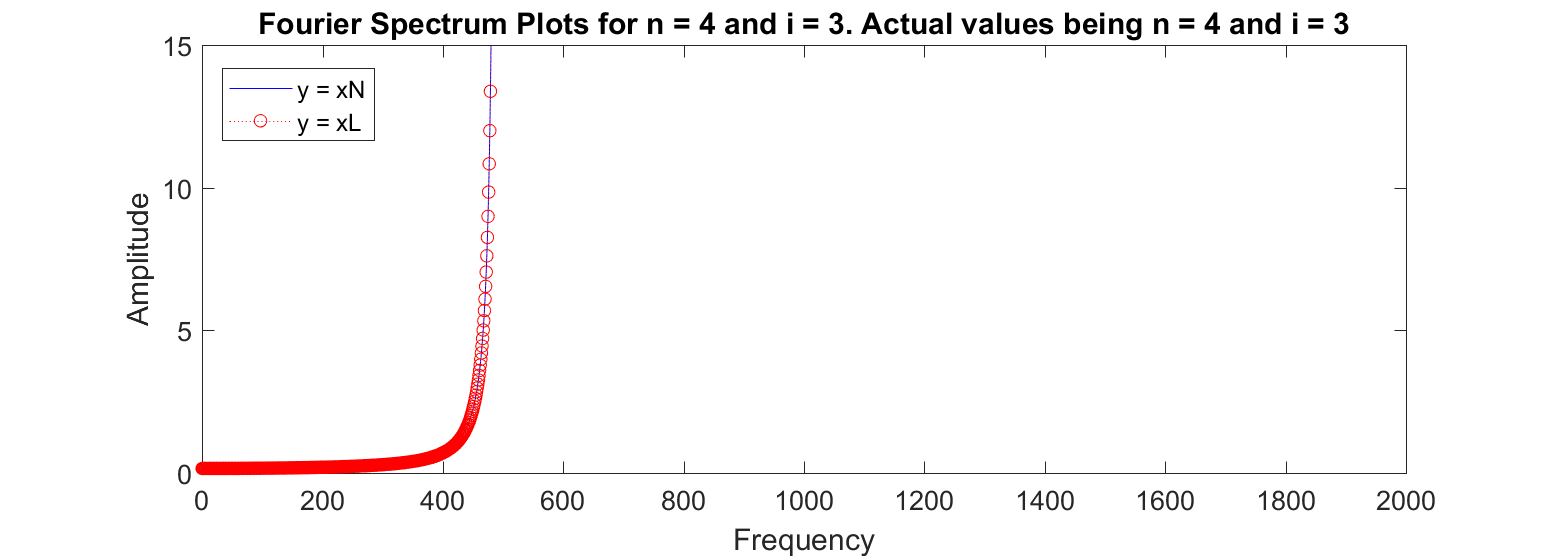 Fourier Spectrum Plots for n = 4 and i = 3. Actual values being n = 4 and i = 3
15
y = xN
y = xL
10
Amplitude
5
0
0 200 400 600 800 1000 1200 1400 1600 1800 2000
Frequency